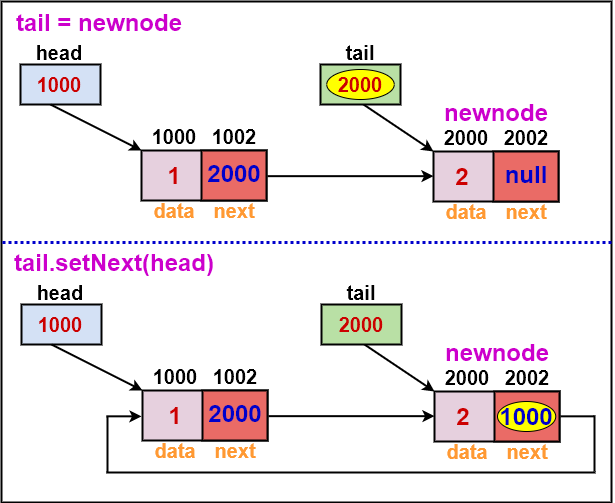 tail = newnode
head tail
1000 2000
newnode
1000 1002 2000 2002
1 2000 2 null
data next data next
tail.setNext(head)
head tail
1000 2000
newnode
1000 1002 2000 2002
1 2000 2 1000
data next data next